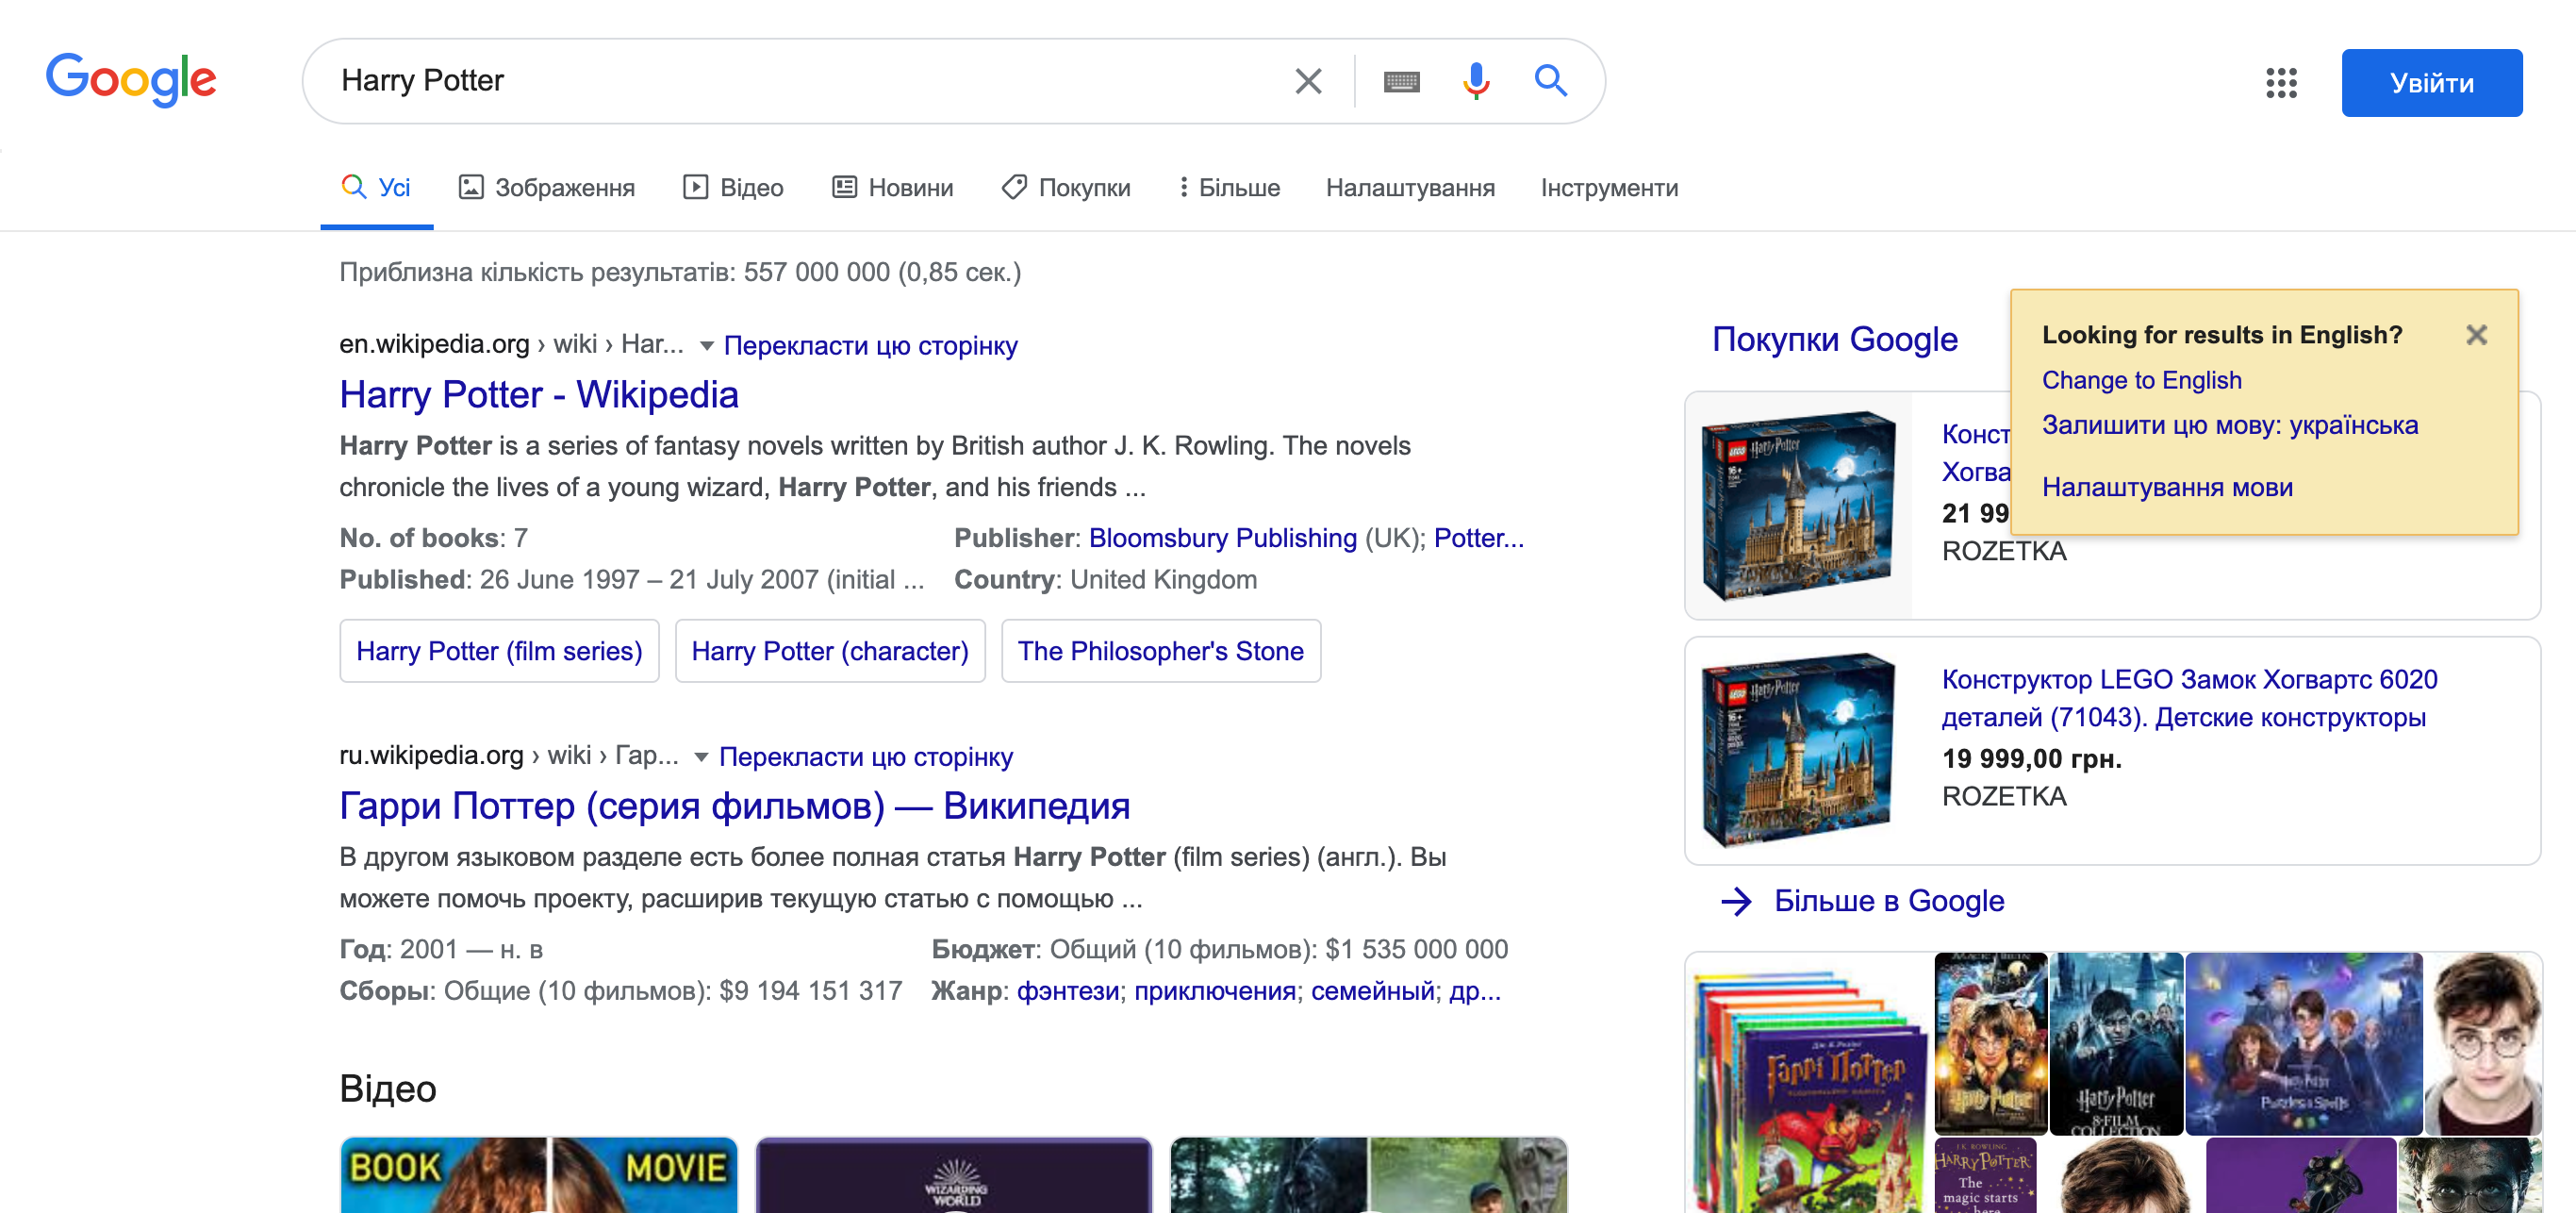 Google
Harry Potter
Увійти
Усі
Зображення
Відео
Новини
Покупки
Більше
Налаштування
Інструменти
Приблизна кількість результатів: 557 000 000 (0,85 сек.)
en.wikipedia.org › wiki › Har... Перекласти цю сторінку
Harry Potter - Wikipedia
Harry Potter is a series of fantasy novels written by British author J. K. Rowling. The novels
chronicle the lives of a young wizard, Harry Potter, and his friends ...
No. of books: 7
Publisher: Bloomsbury Publishing (UK); Potter...
Published: 26 June 1997 – 21 July 2007 (initial ...
Country: United Kingdom
Harry Potter (film series)
Harry Potter (character)
The Philosopher's Stone
ru.wikipedia.org › wiki › Гар... Перекласти цю сторінку
Гарри Поттер (серия фильмов) — Википедия
В другом языковом разделе есть более полная статья Harry Potter (film series) (англ.). Вы
можете помочь проекту, расширив текущую статью с помощью ...
Год: 2001 — н. в
Бюджет: Общий (10 фильмов): $1 535 000 000
Сборы: Общие (10 фильмов): $9 194 151 317
Жанр: фэнтези; приключения; семейный; др...
Відео
BOOK
MOVIE
WIZARDING
WORLD
Покупки Google
Looking for results in English?
Change to English
Залишити цю мову: українська
Налаштування мови
LEGO Harry Potter
16+
Конст
Хогва
21 99
ROZETKA
LEGO Harry Potter
16+
Конструктор LEGO Замок Хогвартс 6020
деталей (71043). Детские конструкторы
19 999,00 грн.
ROZETKA
Більше в Google
Гаррі Поттер
Harry Potter
Harry Potter
8-FILM
COLLECTION
Harry Potter
Puzzles & Spells
J.K. ROWLING
HARRY POTTER
The
magic starts
here